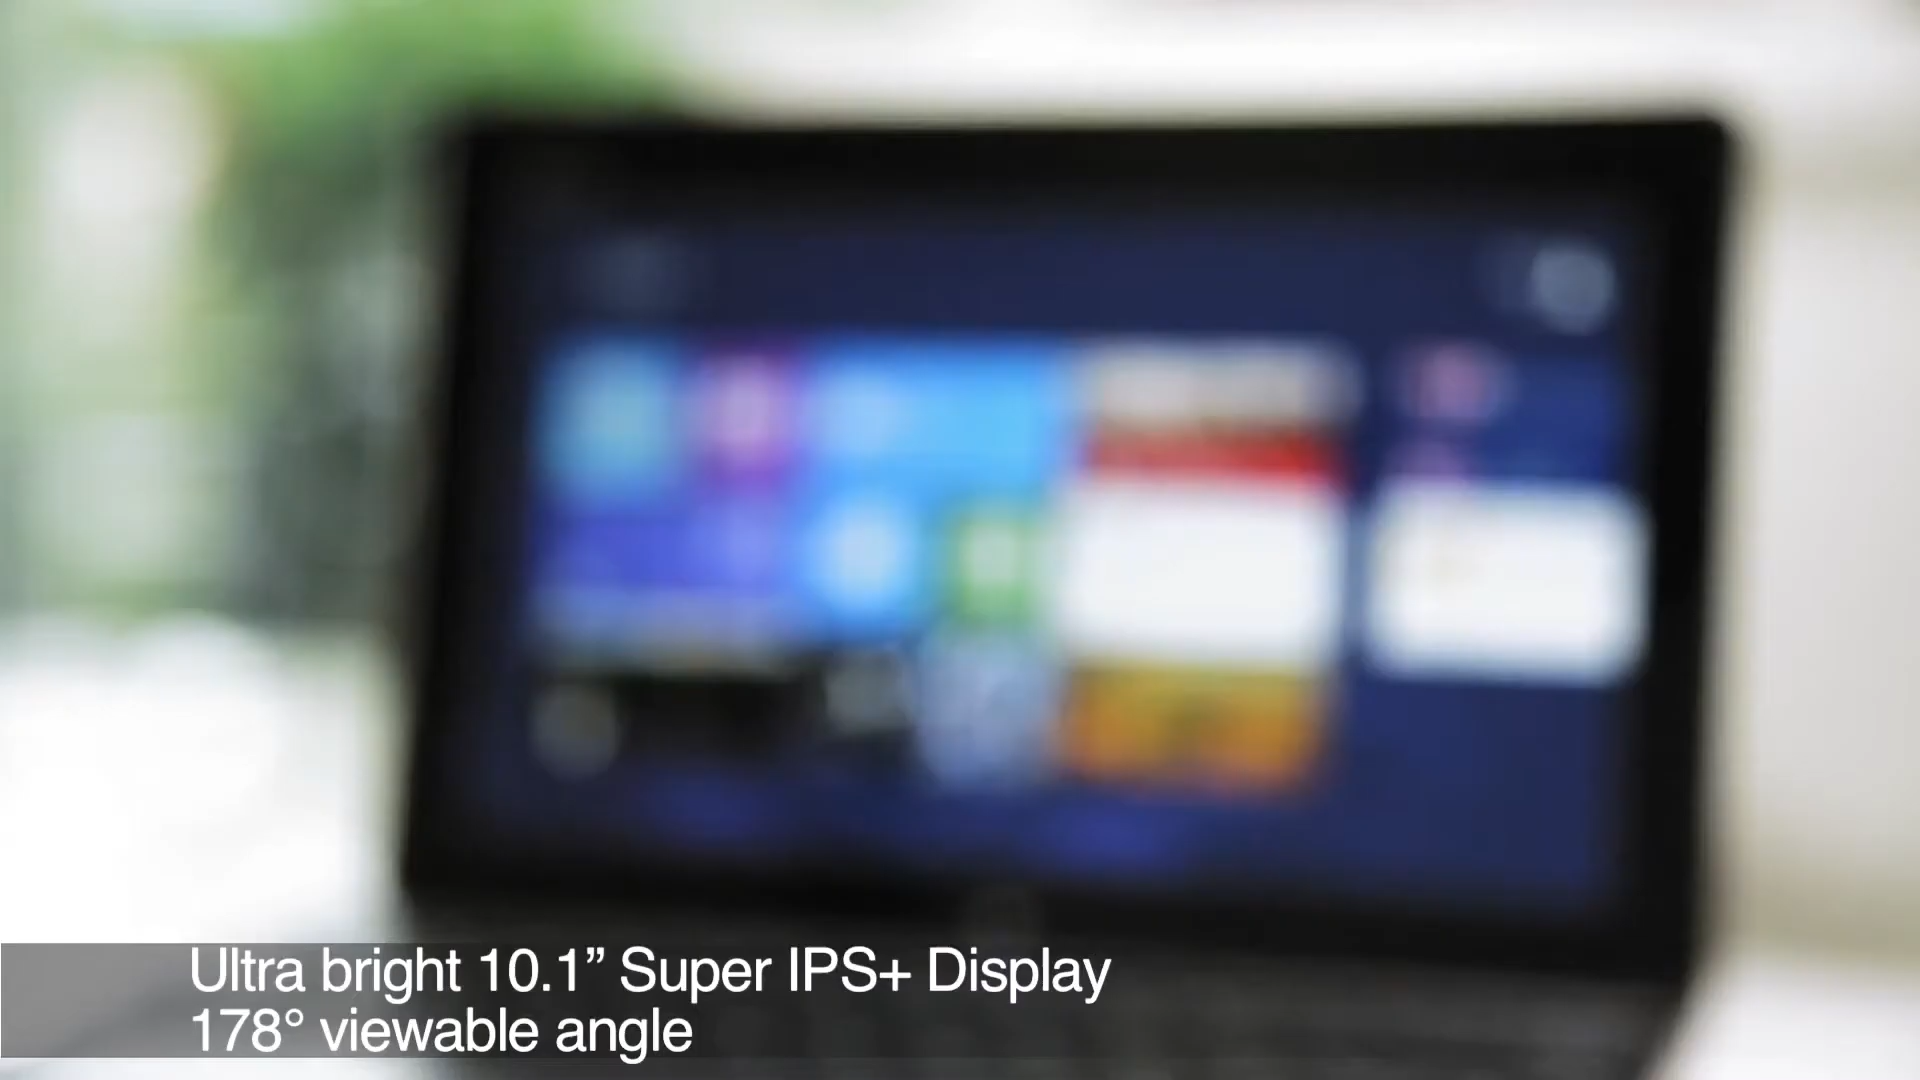 Ultra bright 10.1” Super IPS+ Display
178° viewable angle